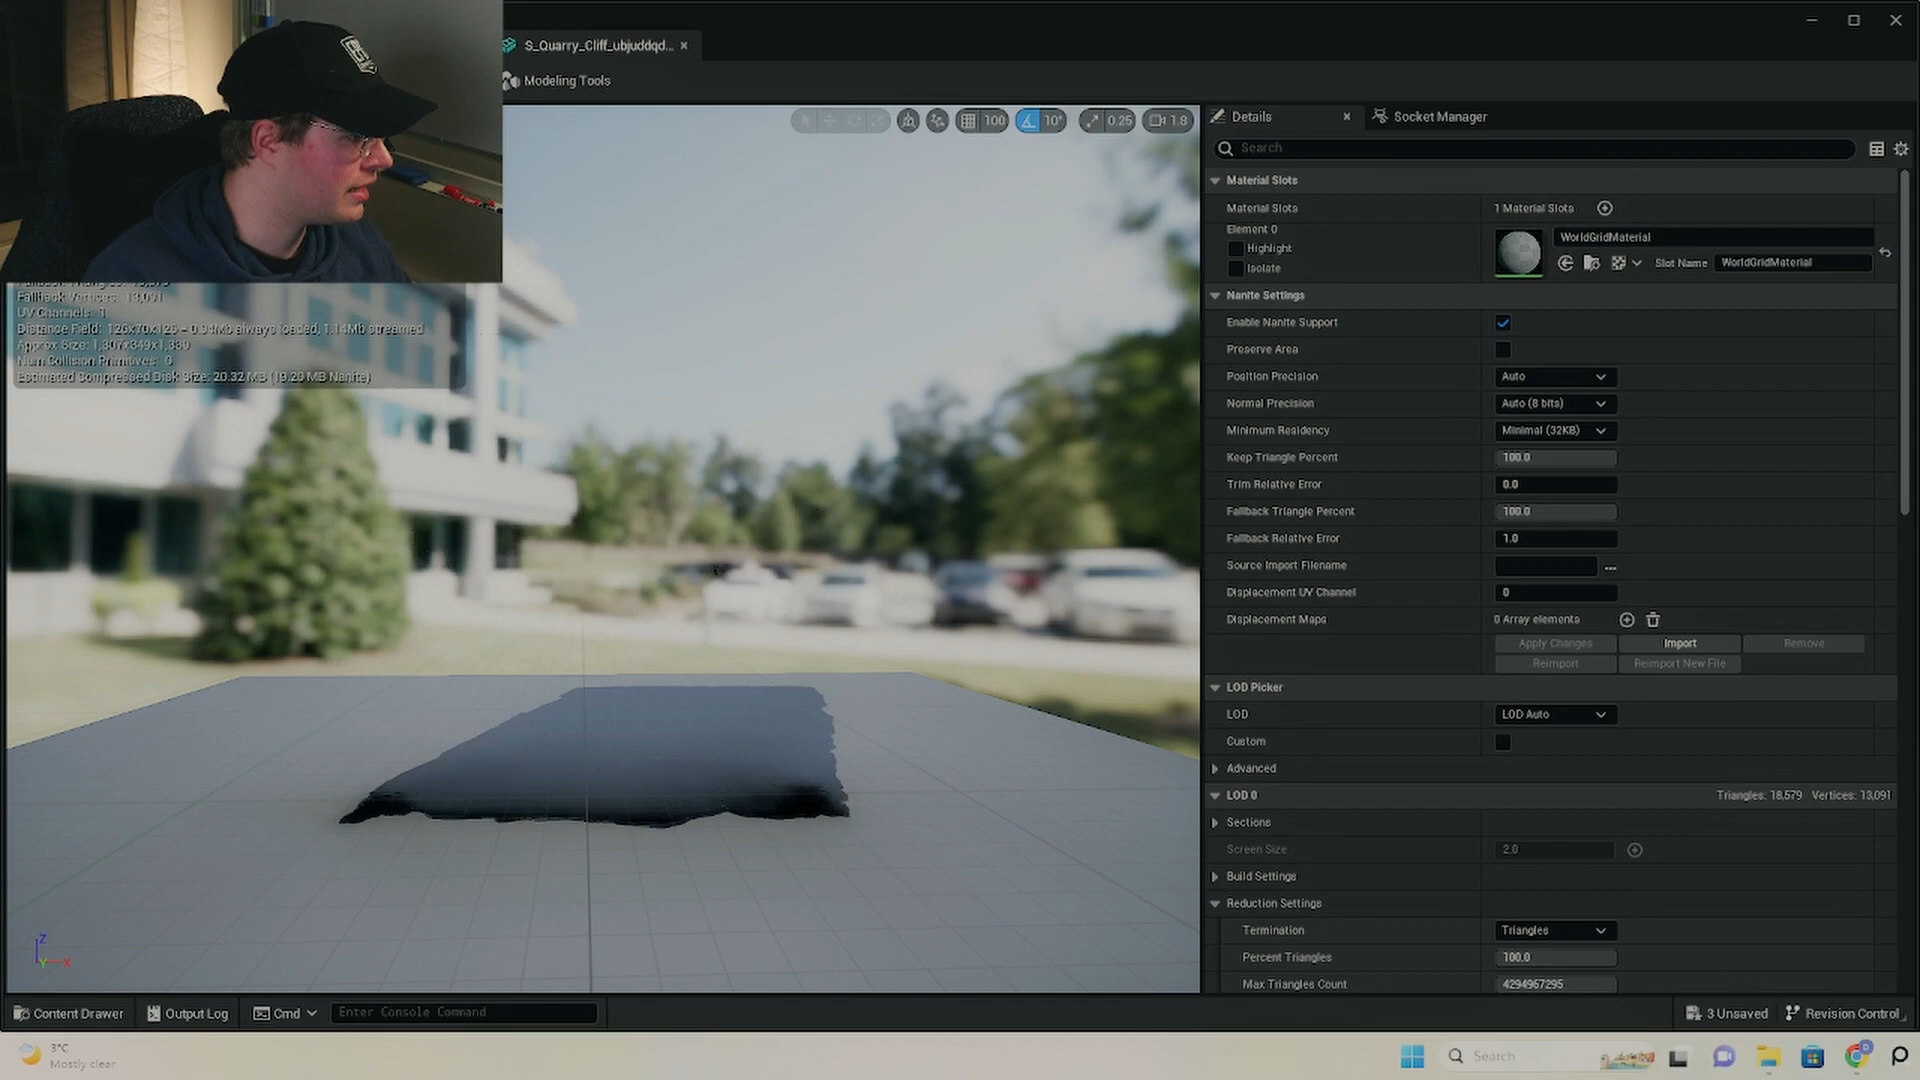 S_Quarry_Cliff_ubjuddqd...
Modeling Tools
100
10°
0.25
1.8
Fallback Vertices: 13,091
UV Channels: 1
Distance Field: 126x70x126 = 0.94Mb always loaded, 1.14Mb streamed
Approx Size: 1,307x349x1,330
Num Collision Primitives: 0
Estimated Compressed Disk Size: 20.32 MB (19.29 MB Nanite)
Z
Y
X
Details
Socket Manager
Search
Material Slots
Material Slots
1 Material Slots
Element 0
Highlight
Isolate
WorldGridMaterial
Slot Name
WorldGridMaterial
Nanite Settings
Enable Nanite Support
Preserve Area
Position Precision
Auto
Normal Precision
Auto (8 bits)
Minimum Residency
Minimal (32KB)
Keep Triangle Percent
100.0
Trim Relative Error
0.0
Fallback Triangle Percent
100.0
Fallback Relative Error
1.0
Source Import Filename
...
Displacement UV Channel
0
Displacement Maps
0 Array elements
Apply Changes
Import
Remove
Reimport
Reimport New File
LOD Picker
LOD
LOD Auto
Custom
Advanced
LOD 0
Triangles: 18,579 Vertices: 13,091
Sections
Screen Size
2.0
Build Settings
Reduction Settings
Termination
Triangles
Percent Triangles
100.0
Max Triangles Count
4294967295
Content Drawer
Output Log
Cmd
Enter Console Command
3 Unsaved
Revision Control
3°C
Mostly clear
Search